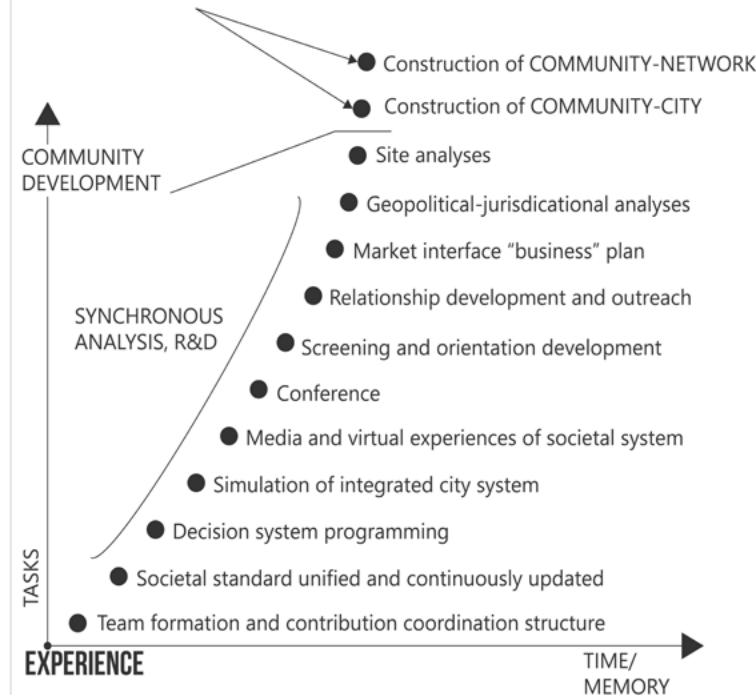 Construction of COMMUNITY-NETWORK
Construction of COMMUNITY-CITY
COMMUNITY
DEVELOPMENT
Site analyses
Geopolitical-jurisdicational analyses
Market interface “business” plan
Relationship development and outreach
SYNCHRONOUS
ANALYSIS, R&D
Screening and orientation development
Conference
Media and virtual experiences of societal system
Simulation of integrated city system
Decision system programming
TASKS
Societal standard unified and continuously updated
Team formation and contribution coordination structure
EXPERIENCE
TIME/
MEMORY